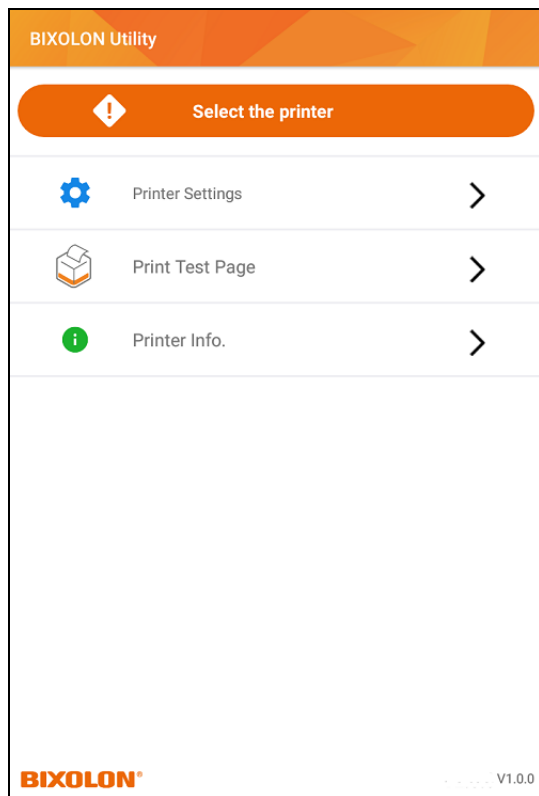 BIXOLON Utility
Select the printer
Printer Settings
Print Test Page
Printer Info.
BIXOLON®
V1.0.0